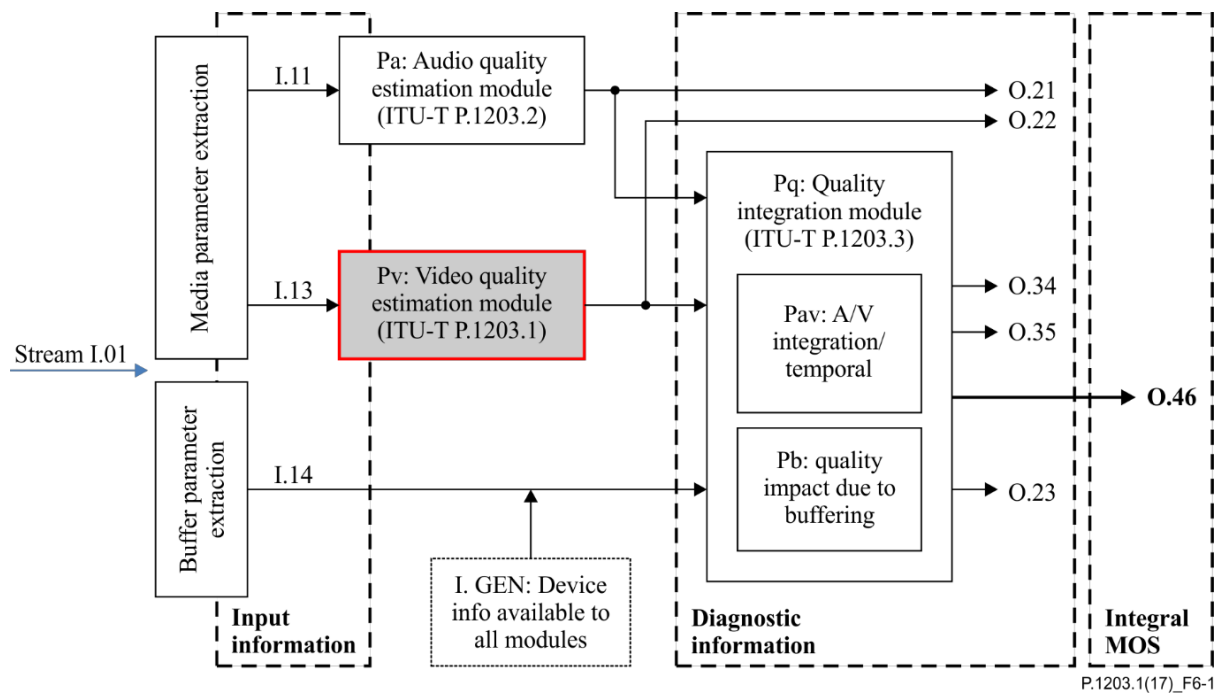 Media parameter extraction
I.11
Pa: Audio quality
estimation module
(ITU-T P.1203.2)
O.21
O.22
Pq: Quality
integration module
(ITU-T P.1203.3)
I.13
Pv: Video quality
estimation module
(ITU-T P.1203.1)
Pav: A/V
integration/
temporal
O.34
O.35
Stream I.01
O.46
Buffer parameter
extraction
I.14
Pb: quality
impact due to
buffering
O.23
I. GEN: Device
info available to
all modules
Input
information
Diagnostic
information
Integral
MOS
P.1203.1(17)_F6-1